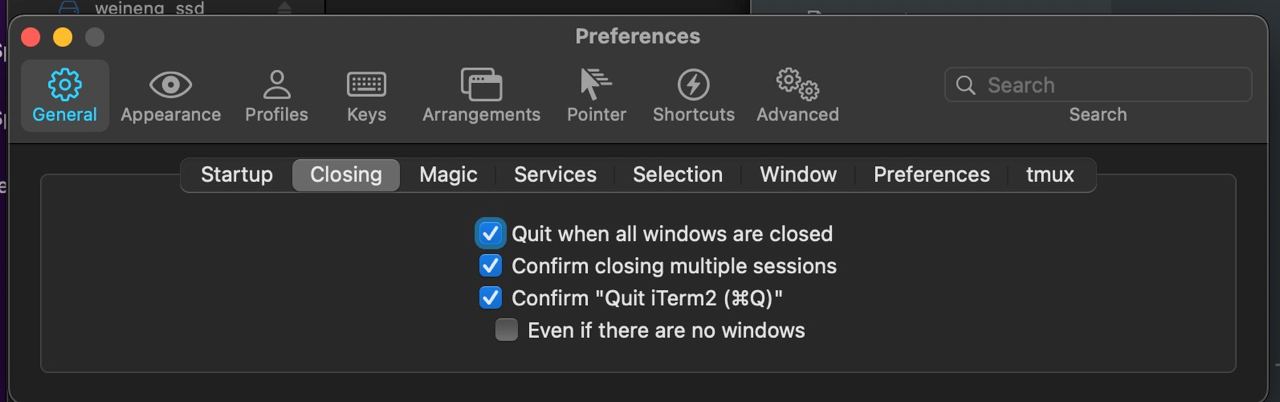 weineng_ssd
Preferences
General Appearance Profiles Keys Arrangements Pointer Shortcuts Advanced Search
Search
Startup Closing Magic Services Selection Window Preferences tmux
Quit when all windows are closed
Confirm closing multiple sessions
Confirm "Quit iTerm2 (⌘Q)"
Even if there are no windows